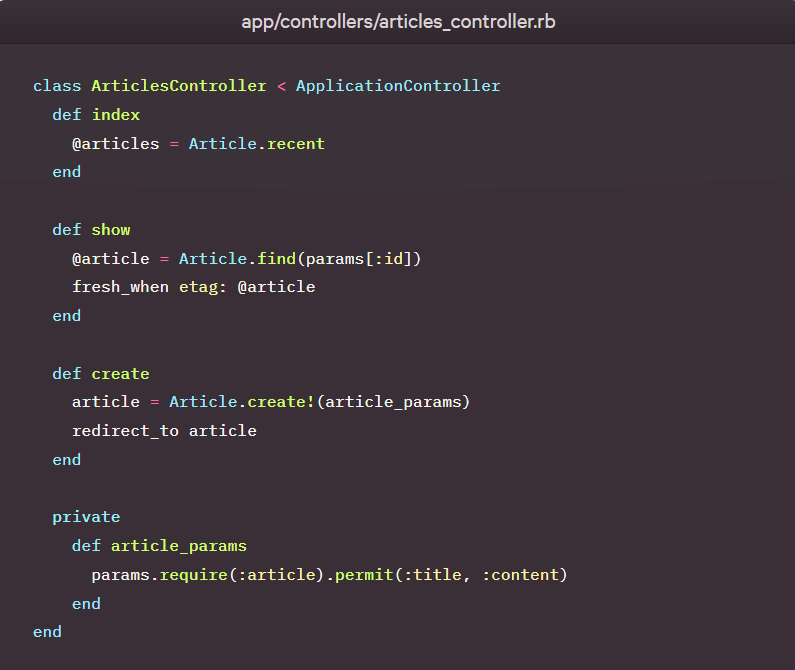 app/controllers/articles_controller.rb
class ArticlesController < ApplicationController
  def index
    @articles = Article.recent
  end

  def show
    @article = Article.find(params[:id])
    fresh_when etag: @article
  end

  def create
    article = Article.create!(article_params)
    redirect_to article
  end

  private
    def article_params
      params.require(:article).permit(:title, :content)
    end
end